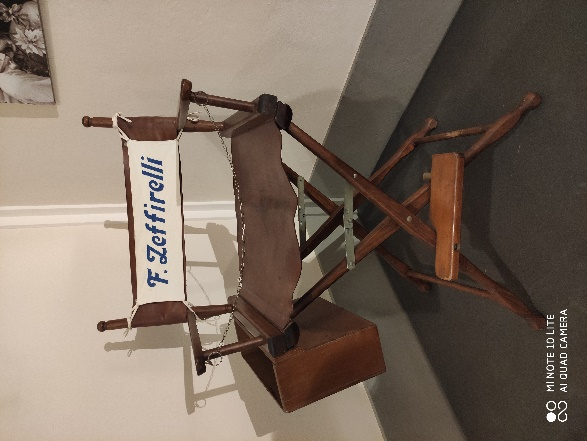 F. Zeffirelli
MI NOTE 10 LITE
AI QUAD CAMERA